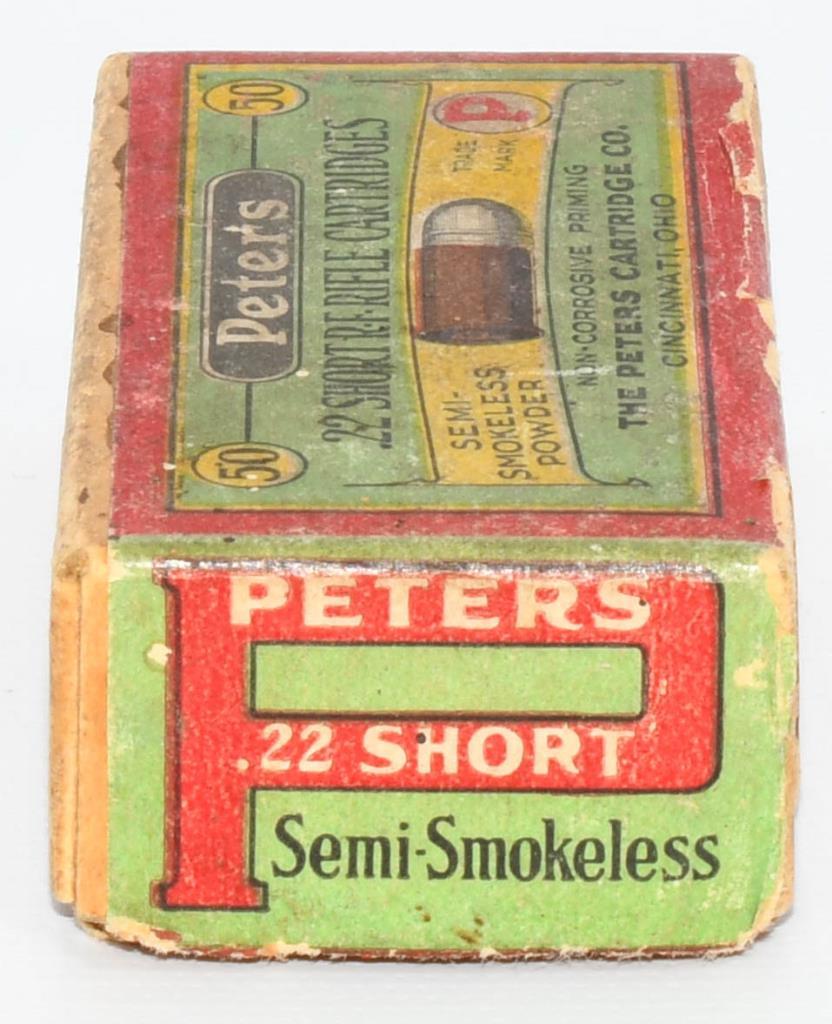 50 Peters 50
.22 SHORT R.F. RIFLE CARTRIDGES
SEMI-
SMOKELESS
POWDER
TRADE
MARK
P
NON-CORROSIVE PRIMING
THE PETERS CARTRIDGE CO.
CINCINNATI, OHIO
PETERS
.22 SHORT
Semi-Smokeless